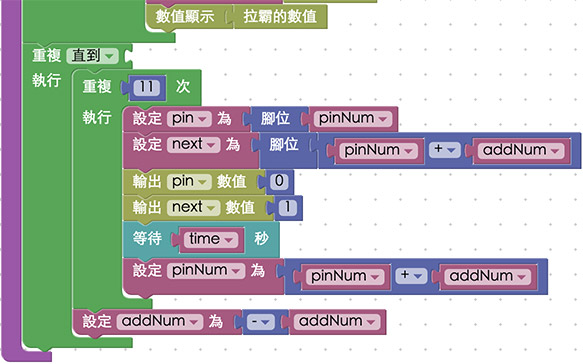 數值顯示 拉霸的數值
重複 直到
執行 重複 11 次
執行 設定 pin 為 腳位 pinNum
設定 next 為 腳位 pinNum + addNum
輸出 pin 數值 0
輸出 next 數值 1
等待 time 秒
設定 pinNum 為 pinNum + addNum
設定 addNum 為 - addNum